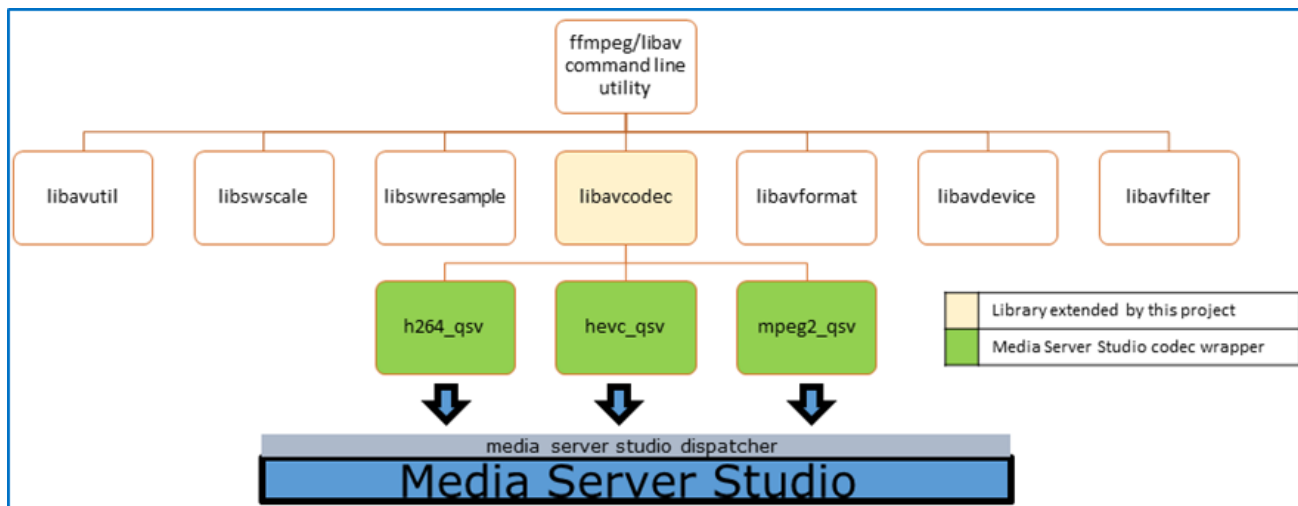 ffmpeg/libav
command line
utility
libavutil
libswscale
libswresample
libavcodec
libavformat
libavdevice
libavfilter
h264_qsv
hevc_qsv
mpeg2_qsv
Library extended by this project
Media Server Studio codec wrapper
media server studio dispatcher
Media Server Studio